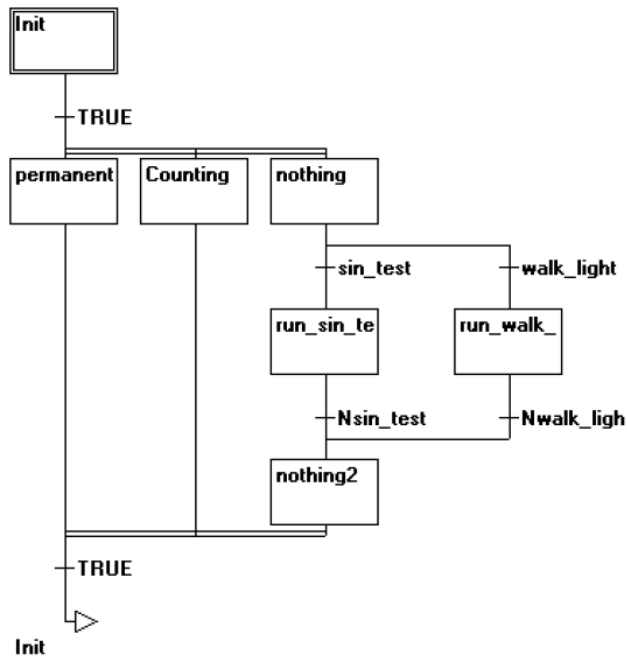 Init
TRUE
permanent
Counting
nothing
sin_test
walk_light
run_sin_te
run_walk_
Nsin_test
Nwalk_ligh
nothing2
TRUE
Init